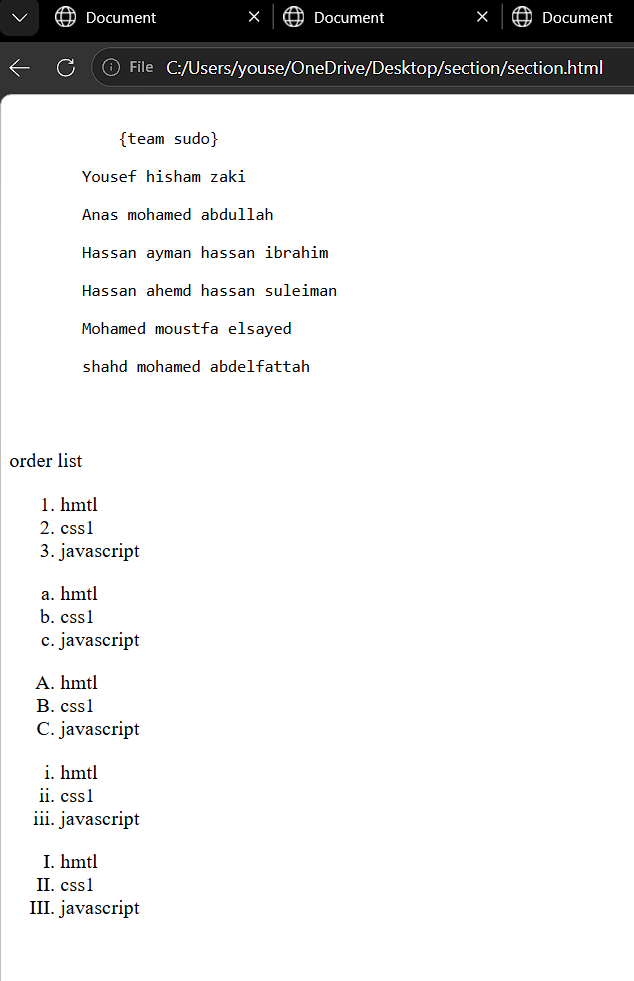 Document Document Document
File C:/Users/youse/OneDrive/Desktop/section/section.html
{team sudo}
Yousef hisham zaki
Anas mohamed abdullah
Hassan ayman hassan ibrahim
Hassan ahemd hassan suleiman
Mohamed moustfa elsayed
shahd mohamed abdelfattah
order list
1. hmtl
2. css1
3. javascript
a. hmtl
b. css1
c. javascript
A. hmtl
B. css1
C. javascript
i. hmtl
ii. css1
iii. javascript
I. hmtl
II. css1
III. javascript